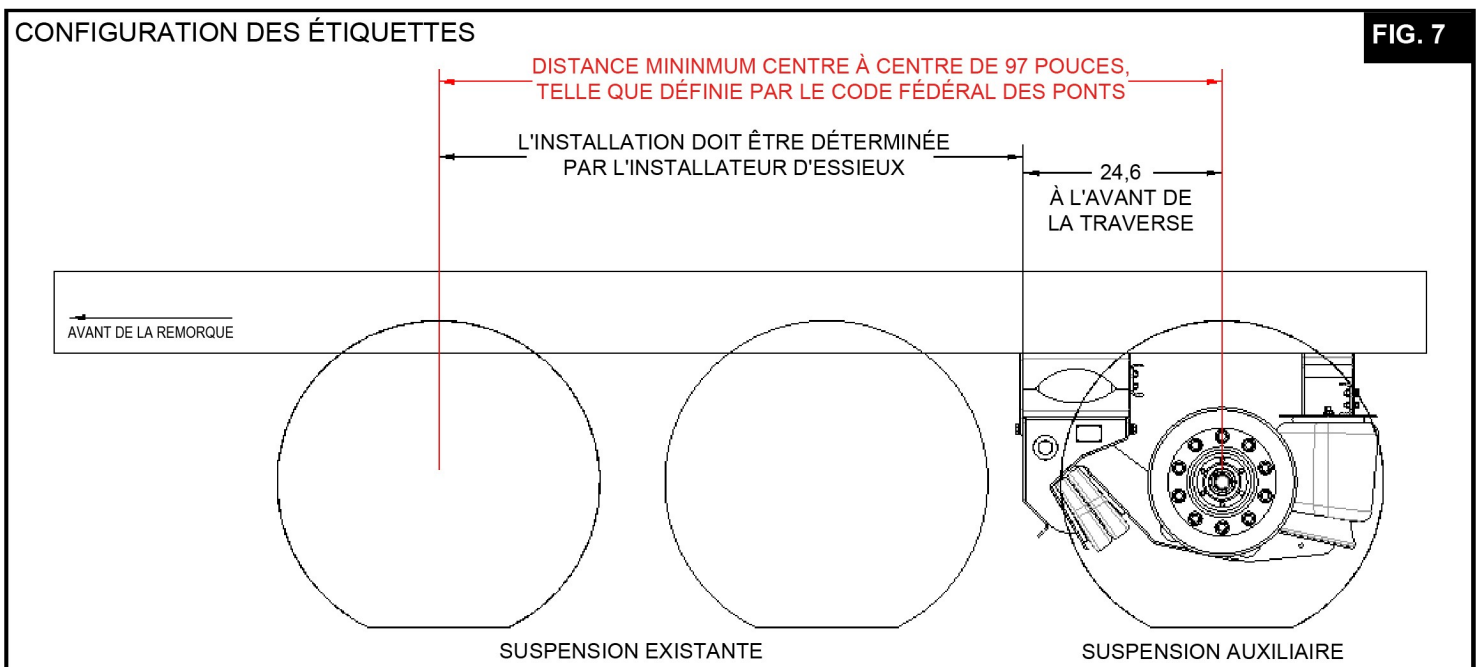 CONFIGURATION DES ÉTIQUETTES
FIG. 7
DISTANCE MININMUM CENTRE À CENTRE DE 97 POUCES,
TELLE QUE DÉFINIE PAR LE CODE FÉDÉRAL DES PONTS
L'INSTALLATION DOIT ÊTRE DÉTERMINÉE
PAR L'INSTALLATEUR D'ESSIEUX
24,6
À L'AVANT DE
LA TRAVERSE
AVANT DE LA REMORQUE
SUSPENSION EXISTANTE
SUSPENSION AUXILIAIRE